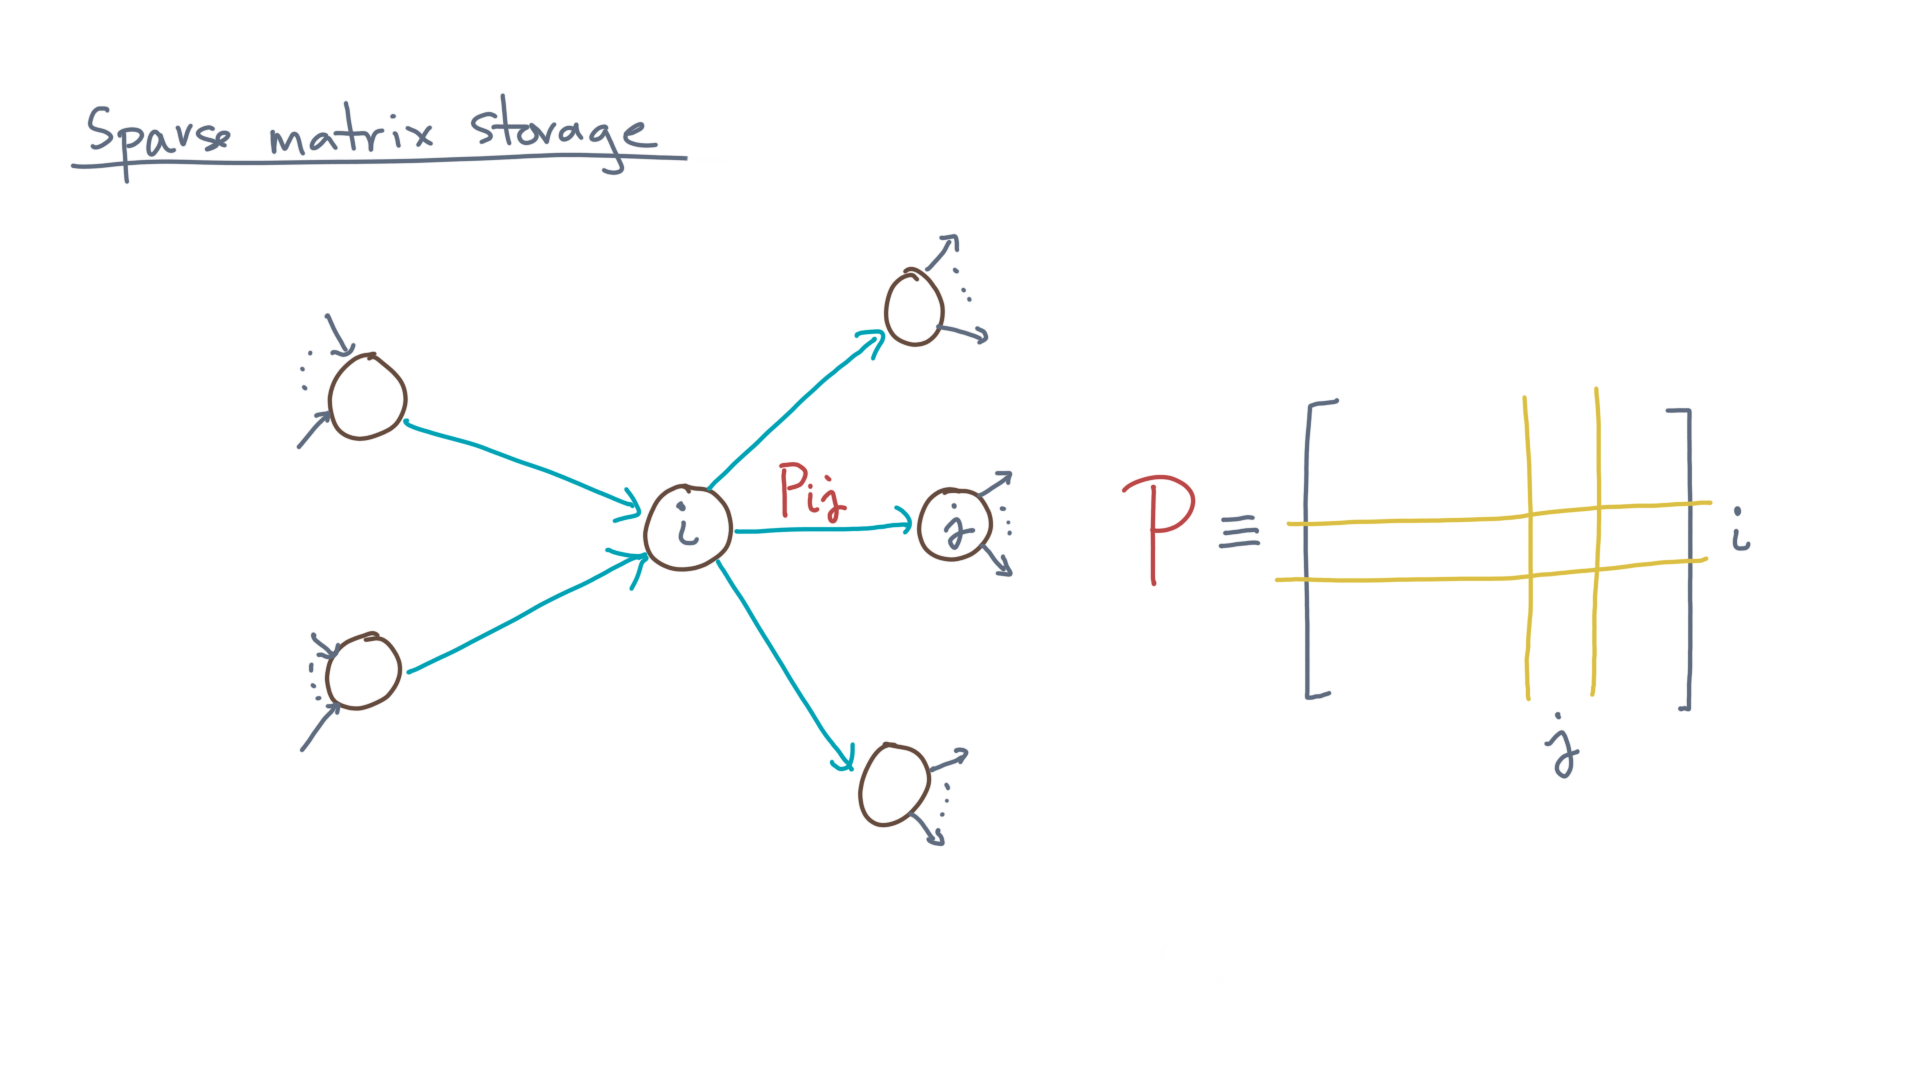 Sparse matrix storage
i
Pij
j
P ≡ [ ] i
j